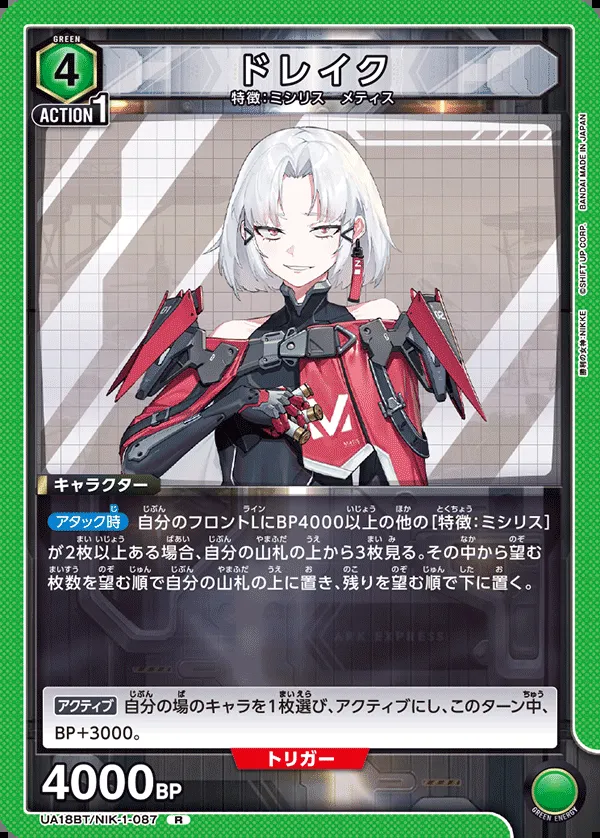 GREEN
4
ACTION 1
ドレイク
特徴:ミシリス メティス
勝利の女神:NIKKE ©SHIFT UP CORP. BANDAI MADE IN JAPAN
キャラクター
アタック時 自分のフロントLにBP4000以上の他の[特徴:ミシリス]
が2枚以上ある場合、自分の山札の上から3枚見る。その中から望む
枚数を望む順で自分の山札の上に置き、残りを望む順で下に置く。
ARK EXPRESS
アクティブ 自分の場のキャラを1枚選び、アクティブにし、このターン中、
BP+3000。
トリガー
4000BP
GREEN ENERGY
UA18BT/NIK-1-087 R